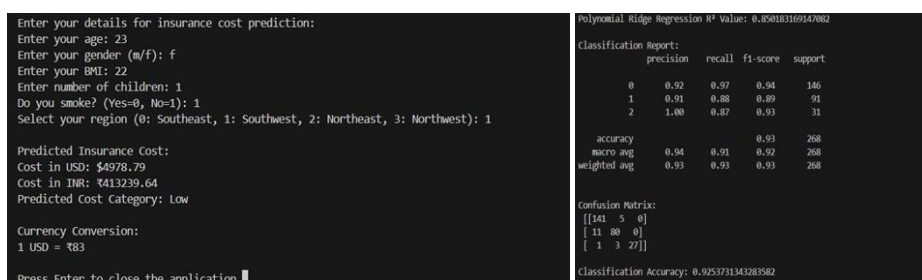 Enter your details for insurance cost prediction:
Enter your age: 23
Enter your gender (m/f): f
Enter your BMI: 22
Enter number of children: 1
Do you smoke? (Yes=0, No=1): 1
Select your region (0: Southeast, 1: Southwest, 2: Northeast, 3: Northwest): 1
Predicted Insurance Cost:
Cost in USD: $4978.79
Cost in INR: ₹413239.64
Predicted Cost Category: Low
Currency Conversion:
1 USD = ₹83
Press Enter to close the application
Polynomial Ridge Regression R² Value: 0.850183169147082
Classification Report:
precision recall f1-score support
0 0.92 0.97 0.94 146
1 0.91 0.88 0.89 91
2 1.00 0.87 0.93 31
accuracy 0.93 268
macro avg 0.94 0.91 0.92 268
weighted avg 0.93 0.93 0.93 268
Confusion Matrix:
[[141 5 0]
[ 11 80 0]
[ 1 3 27]]
Classification Accuracy: 0.9253731343283582